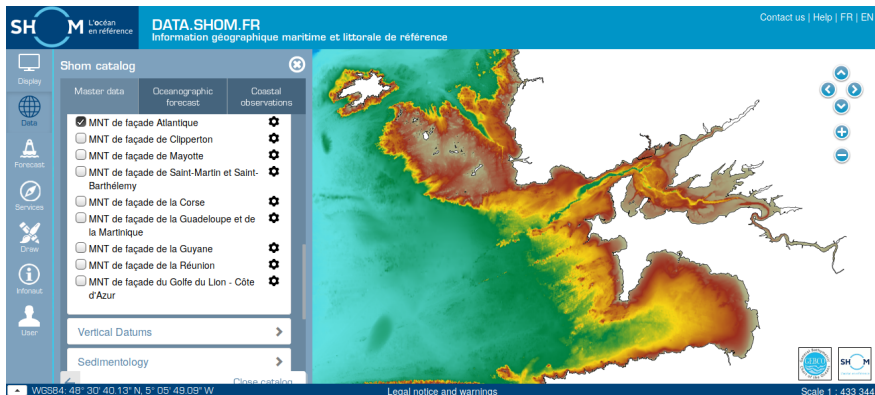 SHOM L'océan en référence
DATA.SHOM.FR
Information géographique maritime et littorale de référence
Contact us | Help | FR | EN
Display
Data
Forecast
Services
Draw
Infonaut
User
Shom catalog
Master data
Oceanographic forecast
Coastal observations
MNT de façade Atlantique
MNT de façade de Clipperton
MNT de façade de Mayotte
MNT de façade de Saint-Martin et Saint-
Barthélemy
MNT de façade de la Corse
MNT de façade de la Guadeloupe et de
la Martinique
MNT de façade de la Guyane
MNT de façade de la Réunion
MNT de façade du Golfe du Lion - Côte
d'Azur
Vertical Datums
Sedimentology
Close catalog
GEBCO
SHOM
WGS84: 48° 30' 40.13" N, 5° 05' 49.09" W
Legal notice and warnings
Scale 1 : 433 344